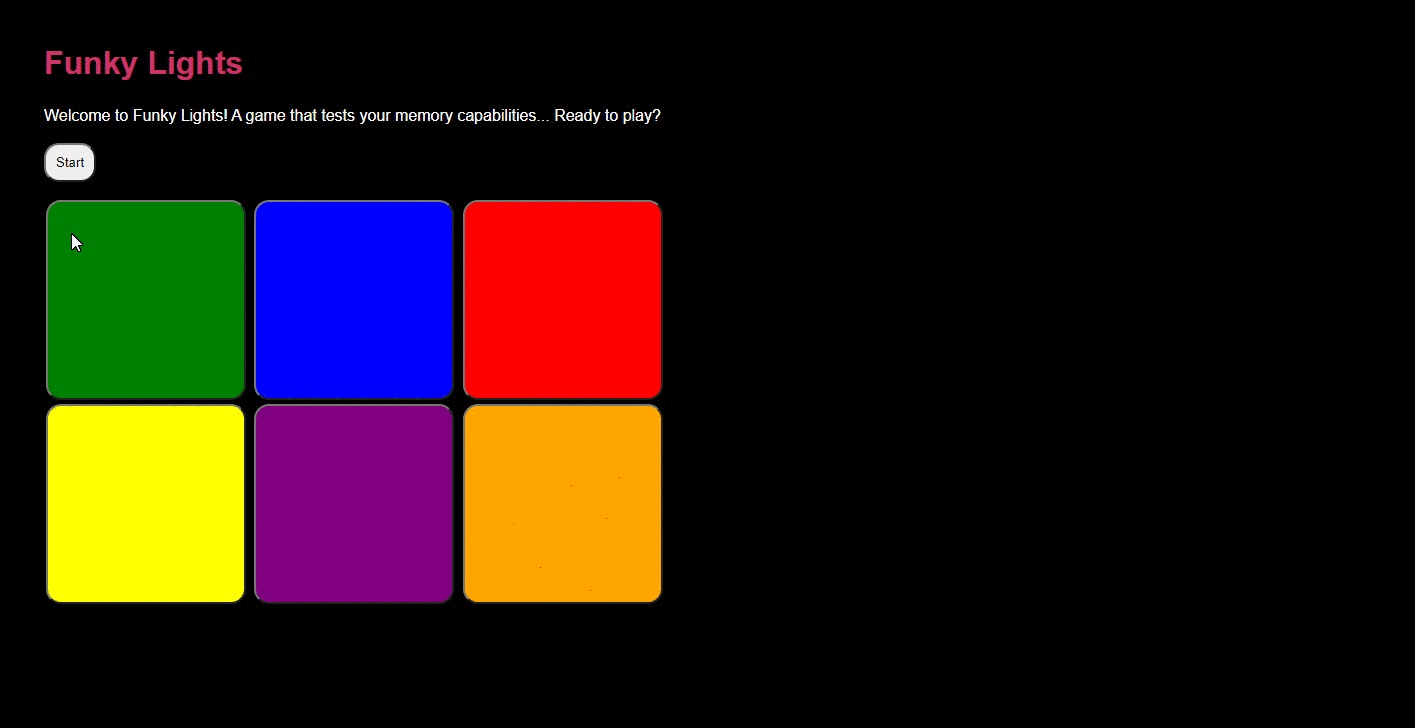 Funky Lights
Welcome to Funky Lights! A game that tests your memory capabilities... Ready to play?
Start